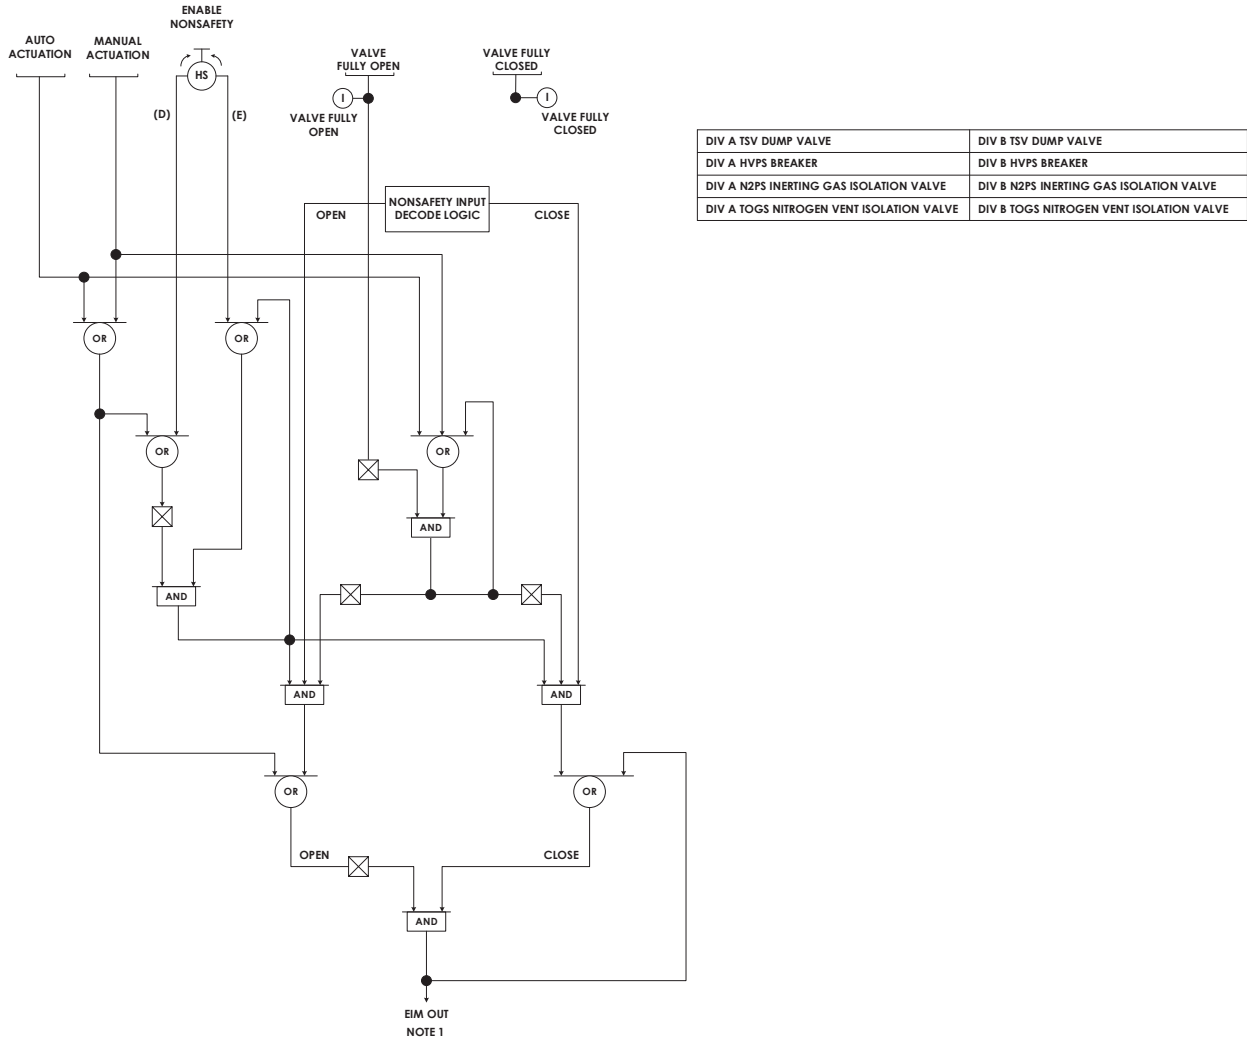 ENABLE
NONSAFETY
AUTO
ACTUATION
MANUAL
ACTUATION
HS
VALVE
FULLY OPEN
VALVE FULLY
CLOSED
I
VALVE FULLY
OPEN
I
VALVE FULLY
CLOSED
(D)
(E)
DIV A TSV DUMP VALVE
DIV B TSV DUMP VALVE
DIV A HVPS BREAKER
DIV B HVPS BREAKER
DIV A N2PS INERTING GAS ISOLATION VALVE
DIV B N2PS INERTING GAS ISOLATION VALVE
DIV A TOGS NITROGEN VENT ISOLATION VALVE
DIV B TOGS NITROGEN VENT ISOLATION VALVE
OPEN
NONSAFETY INPUT
DECODE LOGIC
CLOSE
OR
OR
OR
OR
AND
AND
AND
AND
OR
OR
OPEN
CLOSE
AND
EIM OUT
NOTE 1